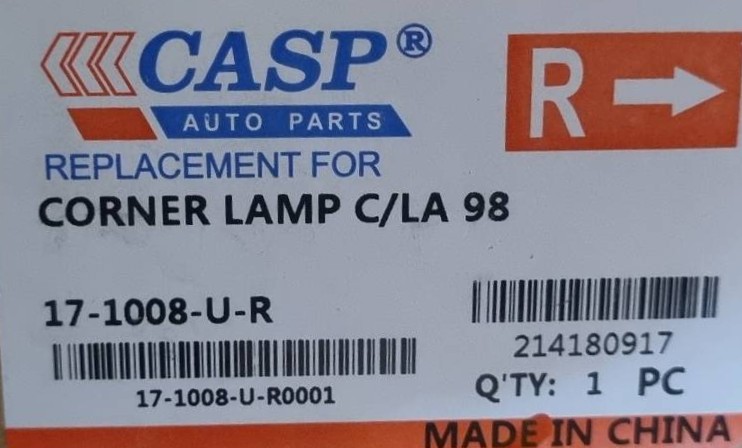 CASP®
AUTO PARTS
R
REPLACEMENT FOR
CORNER LAMP C/LA 98
17-1008-U-R
17-1008-U-R0001
214180917
Q'TY: 1 PC
MADE IN CHINA